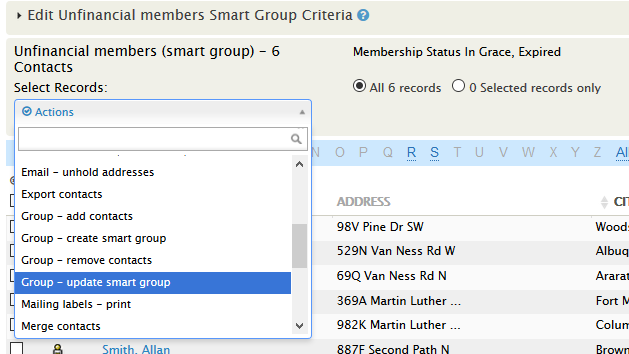 Edit Unfinancial members Smart Group Criteria
Unfinancial members (smart group) - 6 Contacts
Membership Status In Grace, Expired
Select Records:
All 6 records 0 Selected records only
Actions
N O P Q R S T U V W X Y Z Al
Email - unhold addresses
Export contacts
Group - add contacts
Group - create smart group
Group - remove contacts
Group - update smart group
Mailing labels - print
Merge contacts
ADDRESS CI
98V Pine Dr SW Woods
529N Van Ness Rd W Albuq
69Q Van Ness Rd N Ararat
369A Martin Luther ... Fort M
982K Martin Luther ... Colum
Smith, Allan 887F Second Path N Brown